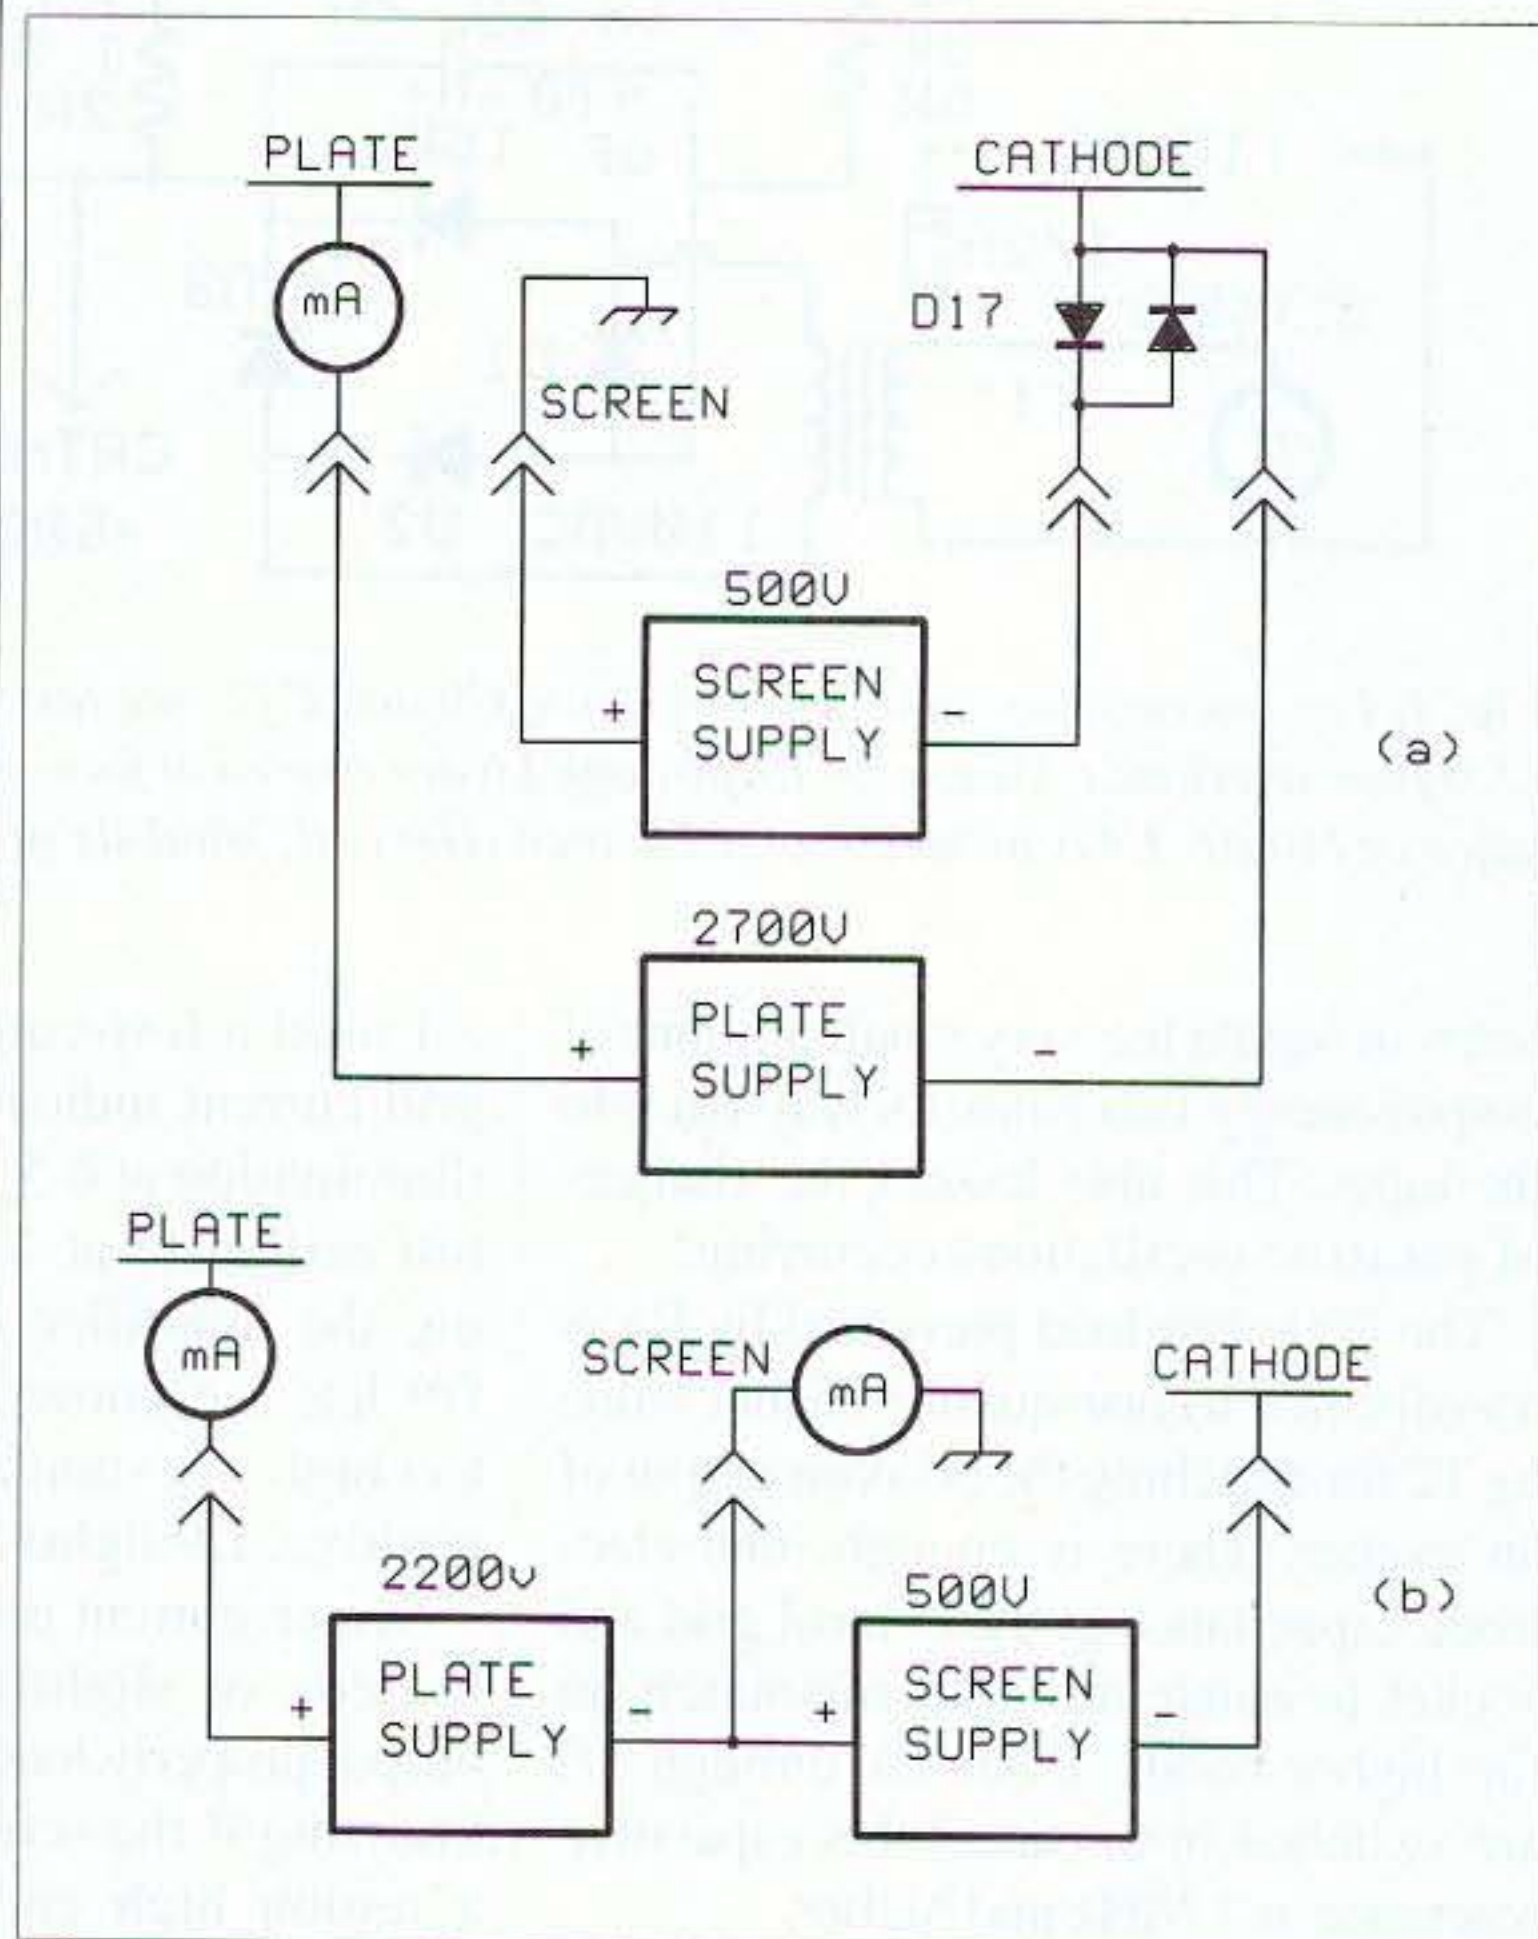 PLATE
CATHODE
mA
D17
SCREEN
500V
SCREEN
SUPPLY
+
-
(a)
2700V
PLATE
SUPPLY
+
-
PLATE
mA
SCREEN
mA
CATHODE
2200v
PLATE
SUPPLY
+
-
500V
SCREEN
SUPPLY
+
-
(b)